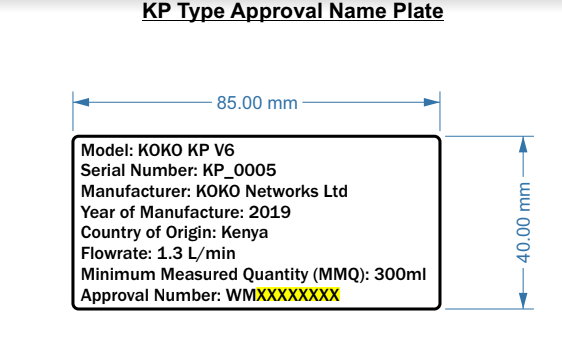 KP Type Approval Name Plate
85.00 mm
Model: KOKO KP V6
Serial Number: KP_0005
Manufacturer: KOKO Networks Ltd
Year of Manufacture: 2019
Country of Origin: Kenya
Flowrate: 1.3 L/min
Minimum Measured Quantity (MMQ): 300ml
Approval Number: WMXXXXXXXX
40.00 mm